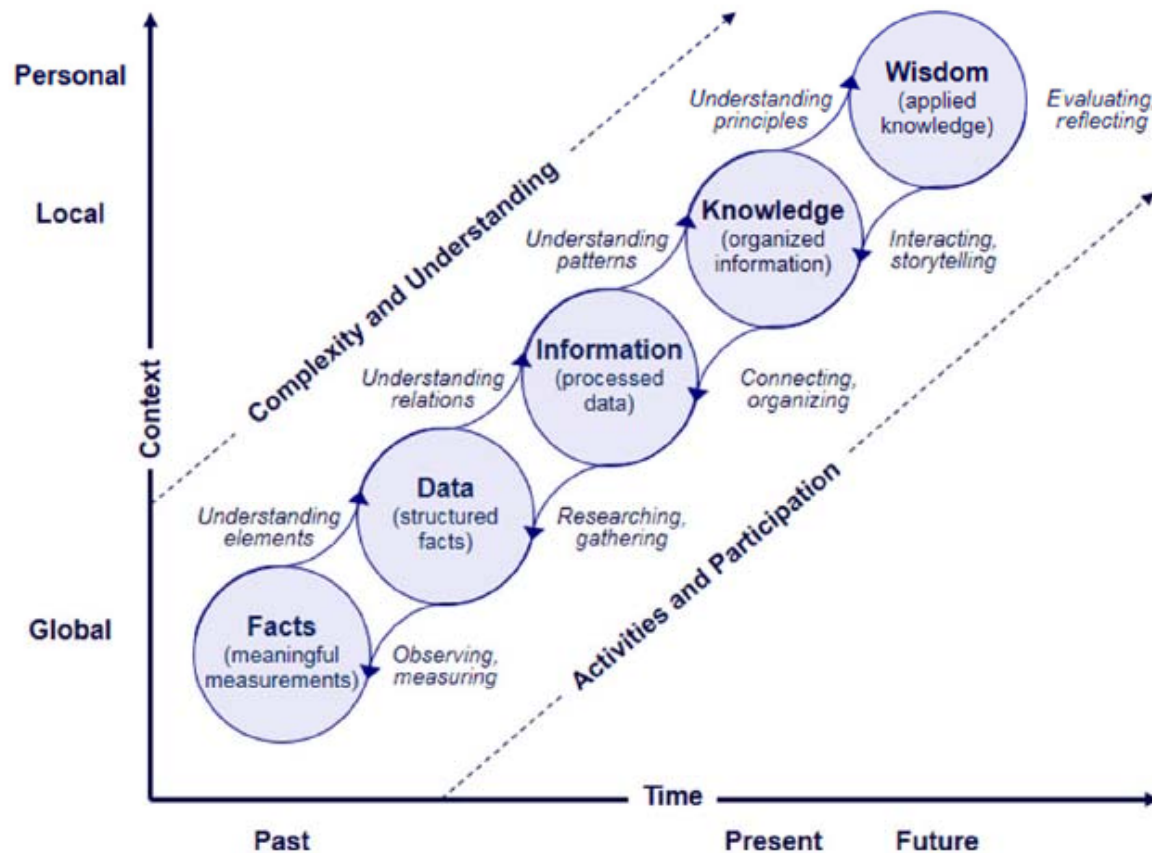 Personal
Local
Global
Context
Complexity and Understanding
Wisdom
(applied
knowledge)
Understanding
principles
Evaluating,
reflecting
Knowledge
(organized
information)
Understanding
patterns
Interacting,
storytelling
Information
(processed
data)
Understanding
relations
Connecting,
organizing
Data
(structured
facts)
Understanding
elements
Researching,
gathering
Facts
(meaningful
measurements)
Observing,
measuring
Activities and Participation
Time
Past
Present
Future